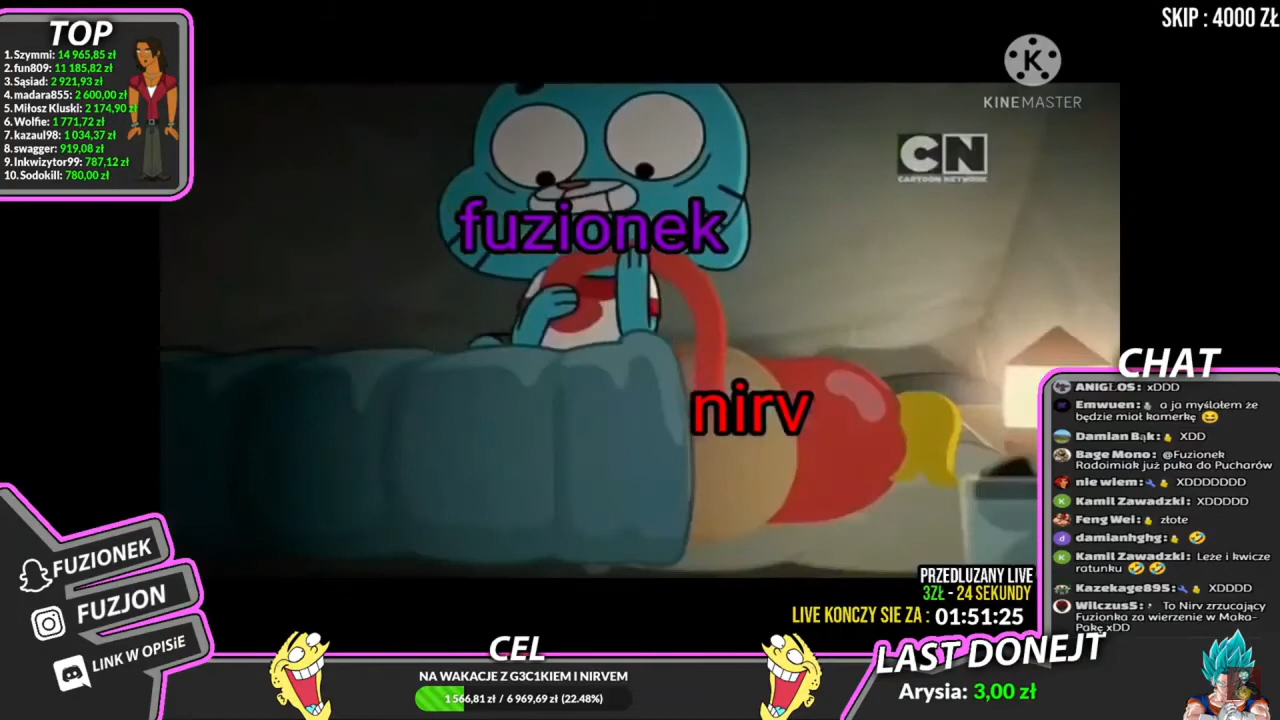 TOP
1. Szymmi: 14 965,85 zł
2. fun809: 11 185,82 zł
3. Sąsiad: 2 921,93 zł
4. madara855: 2 600,00 zł
5. Miłosz Kluski: 2 174,90 zł
6. Wolfie: 1 771,72 zł
7. kazaul98: 1 034,37 zł
8. swagger: 919,08 zł
9. Inkwizytor99: 787,12 zł
10. Sodokill: 780,00 zł
SKIP : 4000 ZŁ
K
KINEMASTER
CN
CARTOON NETWORK
fuzionek
nirv
CHAT
ANIGLOS: xDDD
Emwuen: a ja myślałem że
będzie miał kamerkę
Damian Bąk: XDD
Bage Mono: @Fuzionek
Radoimiak już puka do Pucharów
nie wiem: XDDDDDDD
Kamil Zawadzki: XDDDDD
Feng Wei: złote
damianhghg:
Kamil Zawadzki: Leże i kwicze
ratunku
Kazekage895: XDDDD
WilczusS: To Nirv zrzucający
Fuzionka za wierzenie w Maka-
Pakę xDD
PRZEDLUZANY LIVE
3ZŁ - 24 SEKUNDY
LIVE KONCZY SIE ZA : 01:51:25
FUZIONEK
FUZJON
LINK W OPISiE
CEL
NA WAKACJE Z G3C1KIEM I NIRVEM
1 566,81 zł / 6 969,69 zł (22.48%)
LAST DONEJT
Arysia: 3,00 zł